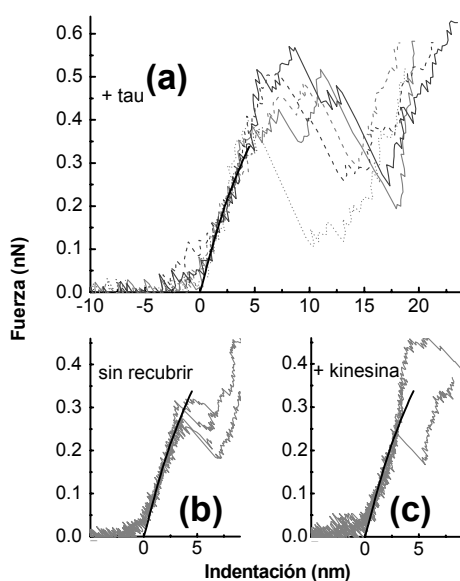 0.6
0.5
0.4
0.3
0.2
0.1
0.0
+ tau
(a)
-10 -5 0 5 10 15 20
Fuerza (nN)
0.4
0.3
0.2
0.1
0.0
sin recubrir
(b)
0 5
0.4
0.3
0.2
0.1
0.0
+ kinesina
(c)
0 5
Indentación (nm)